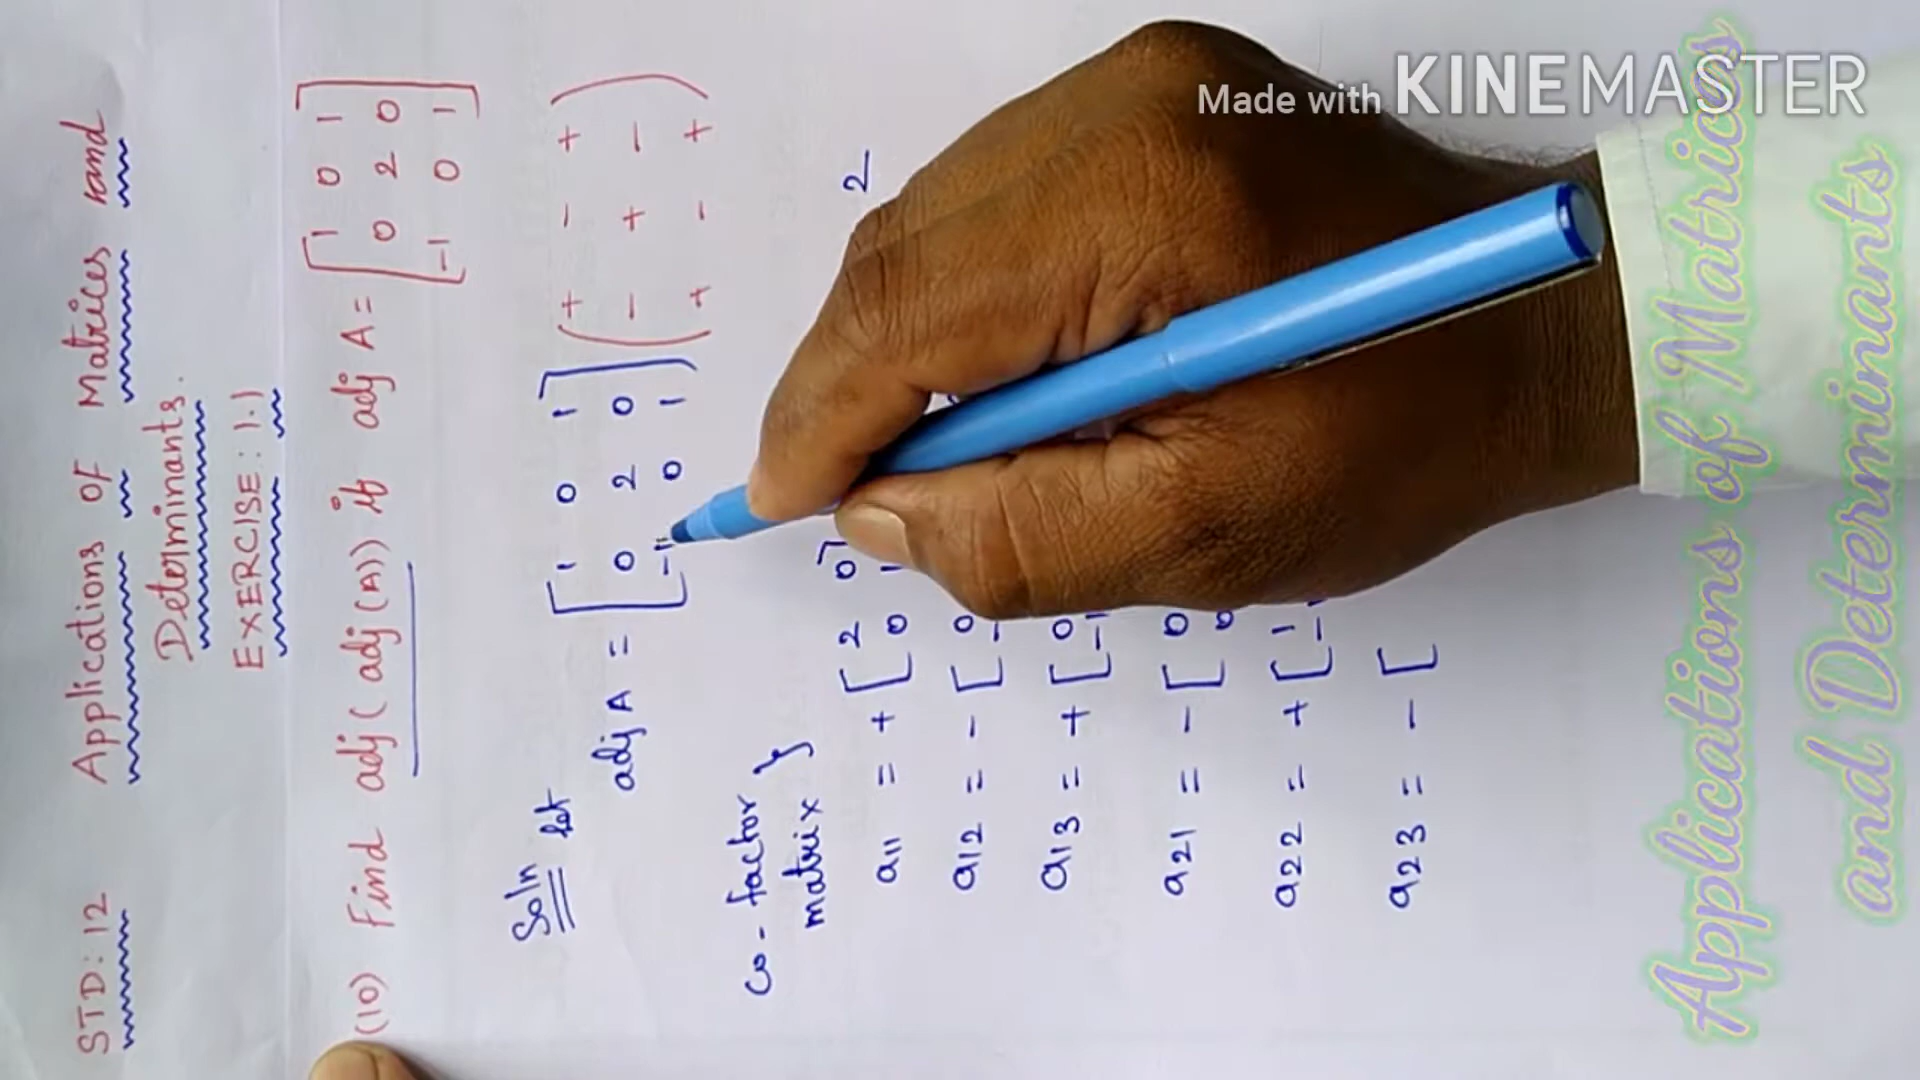 STD: 12 Applications of Matrices and
Determinants.
EXERCISE: 1.1
(10) Find adj(adj(A)) if adj A = [1 0 1
0 2 0
-1 0 1]
Soln let
adj A = [1 0 1
0 2 0
-1 0 1] (+ - +
- + -
+ - +)
Co-factor
matrix }
a11 = + [2 0
0 1 2
a12 = - [0
-
a13 = + [0
-1
a21 = - [0
0
a22 = + [1
-1
a23 = - [
Made with KINEMASTER
Applications of Matrices
and Determinants